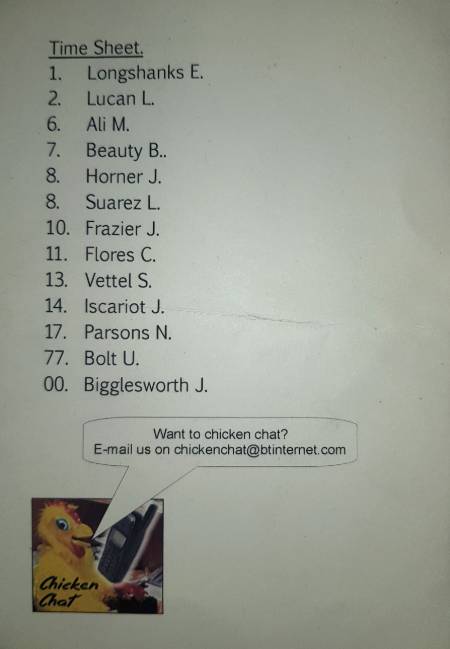 Time Sheet.
1. Longshanks E.
2. Lucan L.
6. Ali M.
7. Beauty B..
8. Horner J.
8. Suarez L.
10. Frazier J.
11. Flores C.
13. Vettel S.
14. Iscariot J.
17. Parsons N.
77. Bolt U.
00. Bigglesworth J.
Want to chicken chat?
E-mail us on chickenchat@btinternet.com
Chicken
Chat